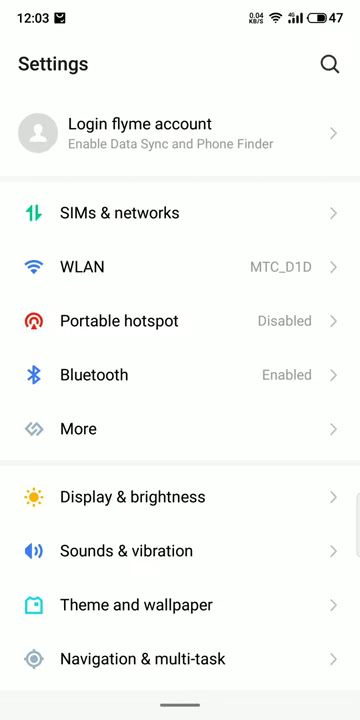 12:03 0.04 KB/S 4G 47
Settings
Login flyme account
Enable Data Sync and Phone Finder
SIMs & networks
WLAN MTC_D1D
Portable hotspot Disabled
Bluetooth Enabled
More
Display & brightness
Sounds & vibration
Theme and wallpaper
Navigation & multi-task